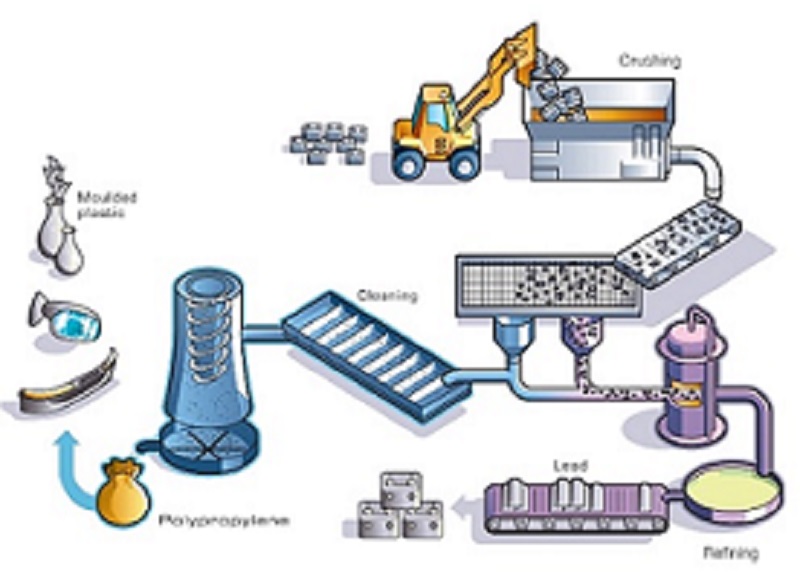 Crushing
Moulded
plastic
Cleaning
Lead
Polypropylene
Refining